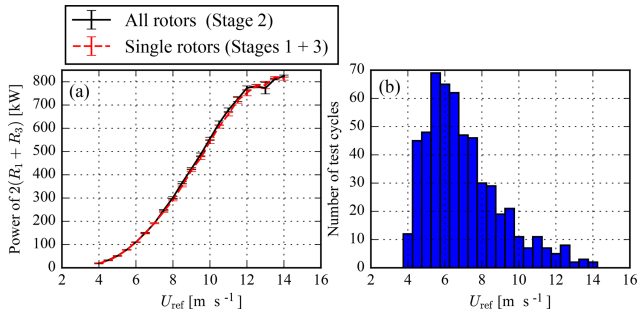 All rotors (Stage 2)
Single rotors (Stages 1 + 3)
(a)
Power of 2(R₁ + R₃) [kW]
800
700
600
500
400
300
200
100
0
2 4 6 8 10 12 14 16
U_ref [m s⁻¹]
(b)
Number of test cycles
70
60
50
40
30
20
10
0
2 4 6 8 10 12 14 16
U_ref [m s⁻¹]